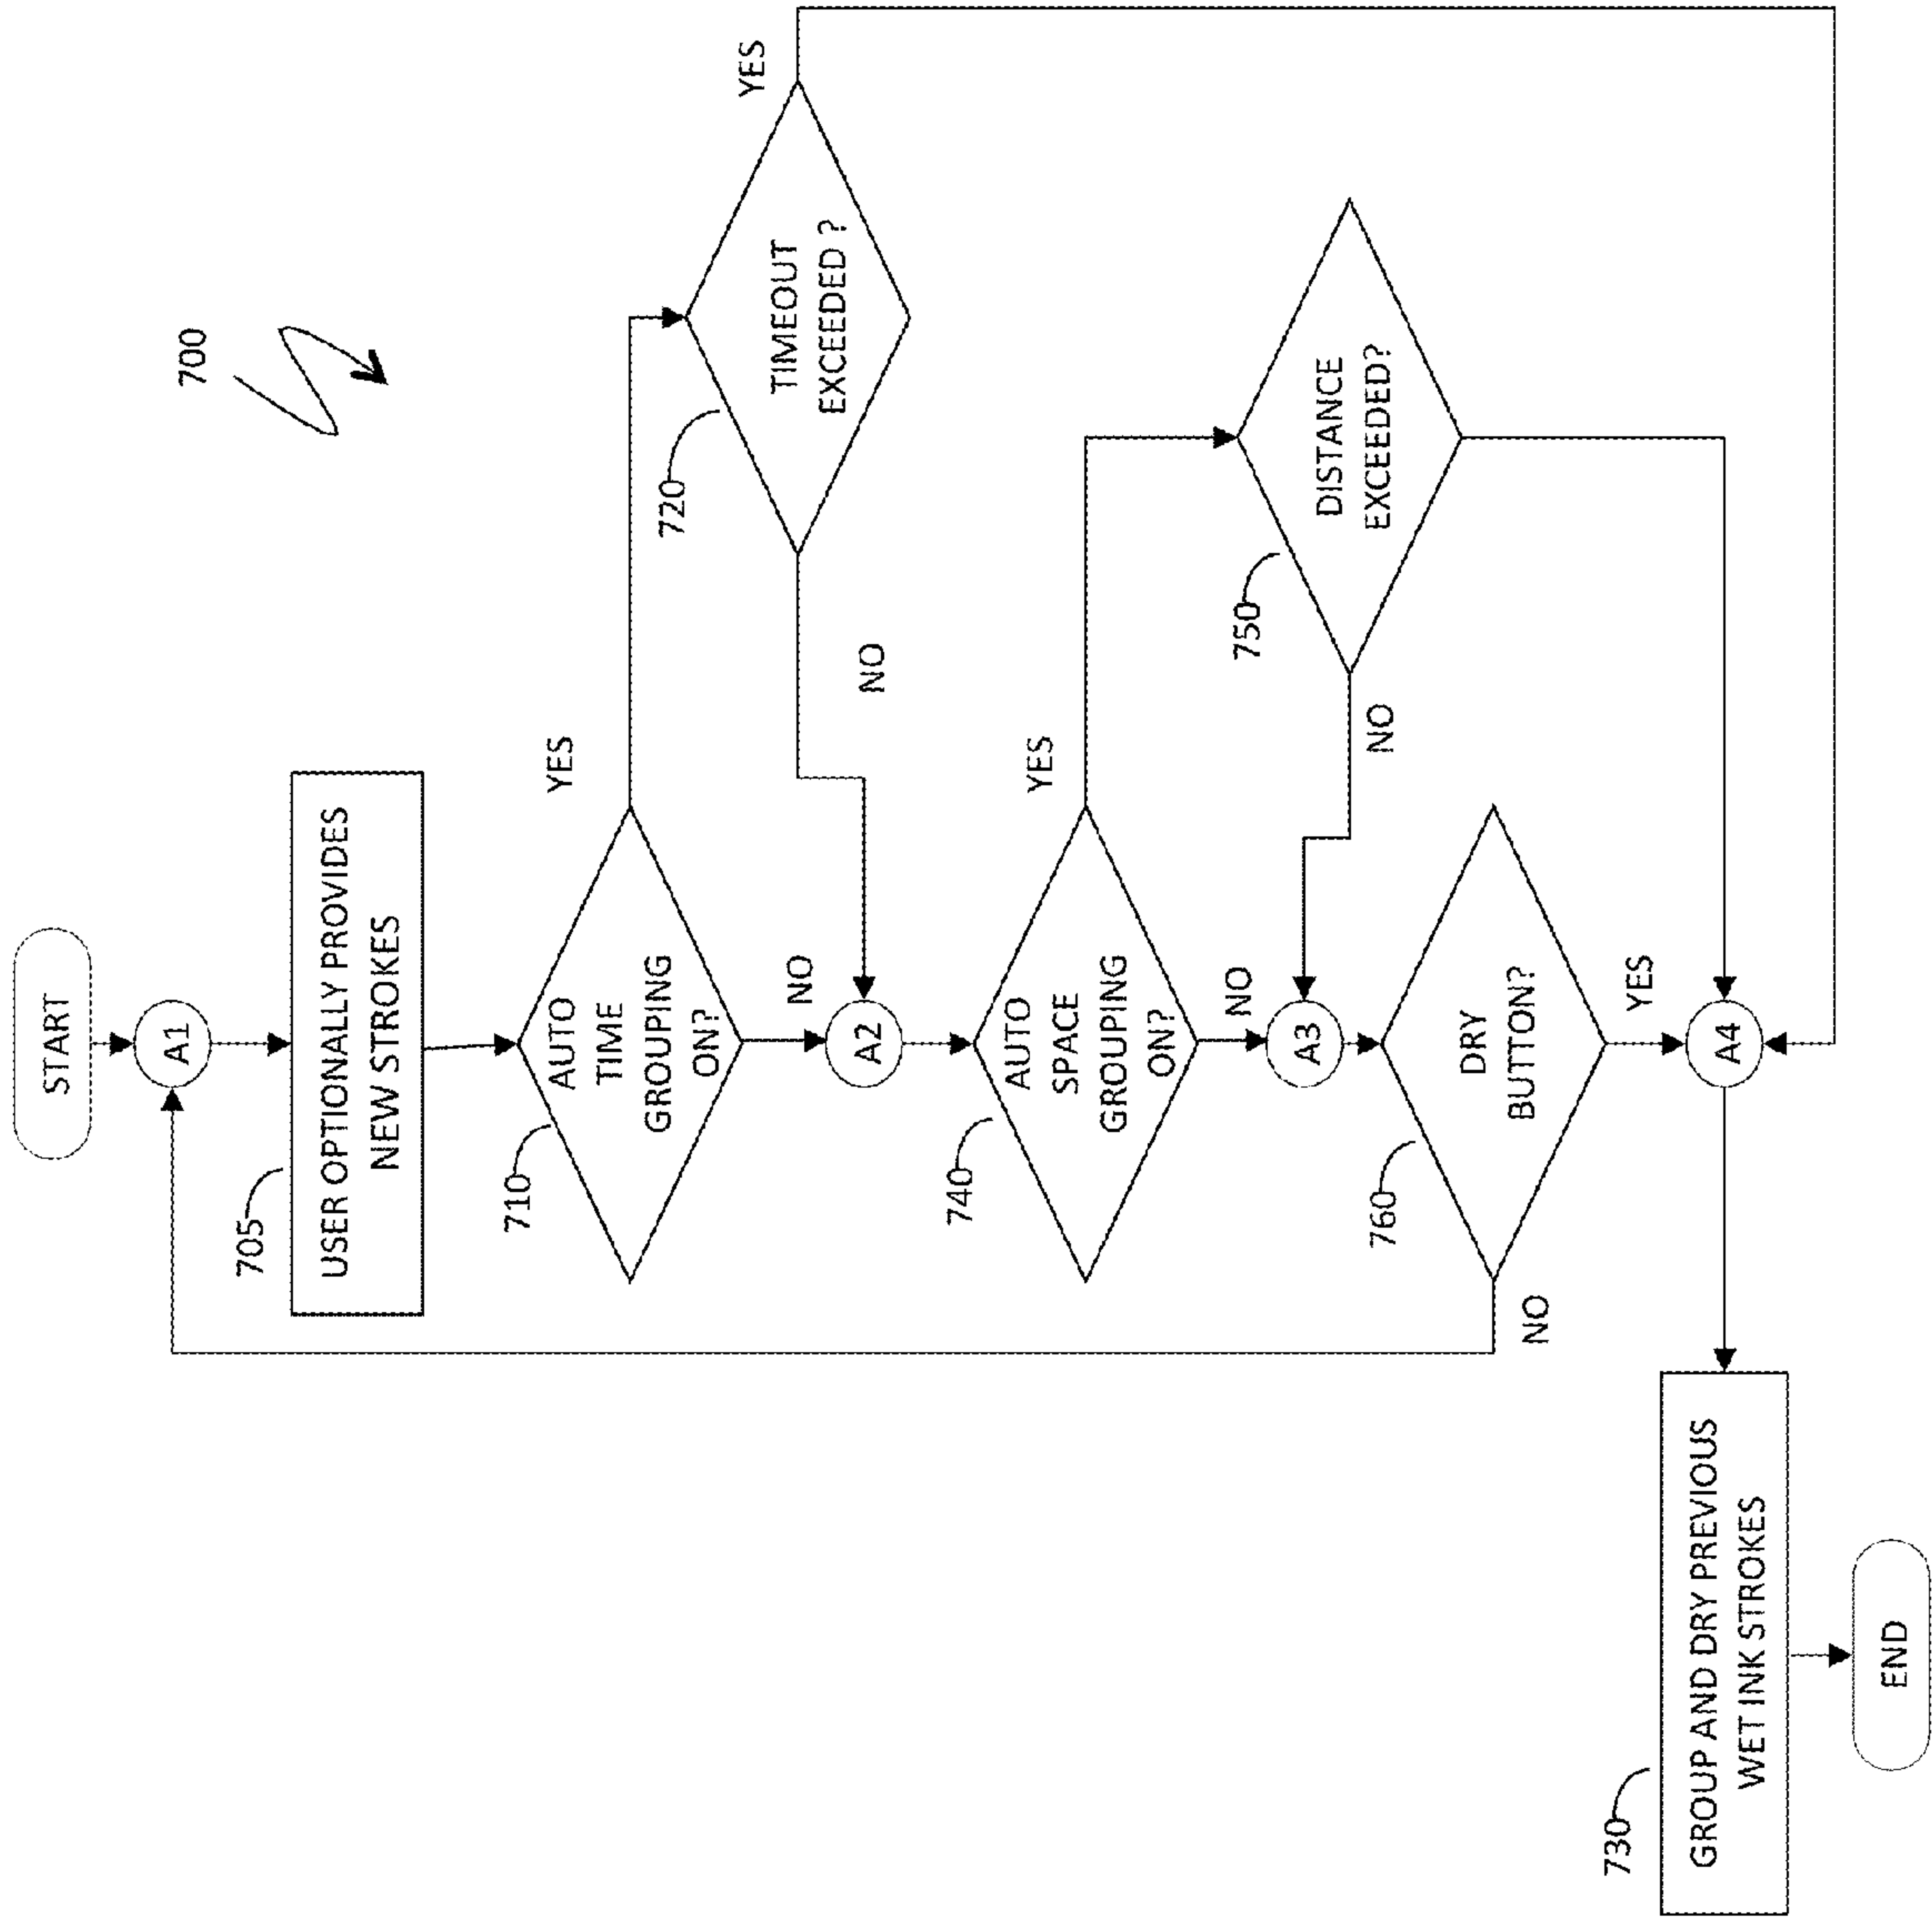 700
START
A1
705
USER OPTIONALLY PROVIDES
NEW STROKES
710
AUTO
TIME
GROUPING
ON?
YES
NO
720
TIMEOUT
EXCEEDED ?
YES
NO
A2
740
AUTO
SPACE
GROUPING
ON?
YES
NO
750
DISTANCE
EXCEEDED?
NO
A3
760
DRY
BUTTON?
NO
YES
A4
730
GROUP AND DRY PREVIOUS
WET INK STROKES
END